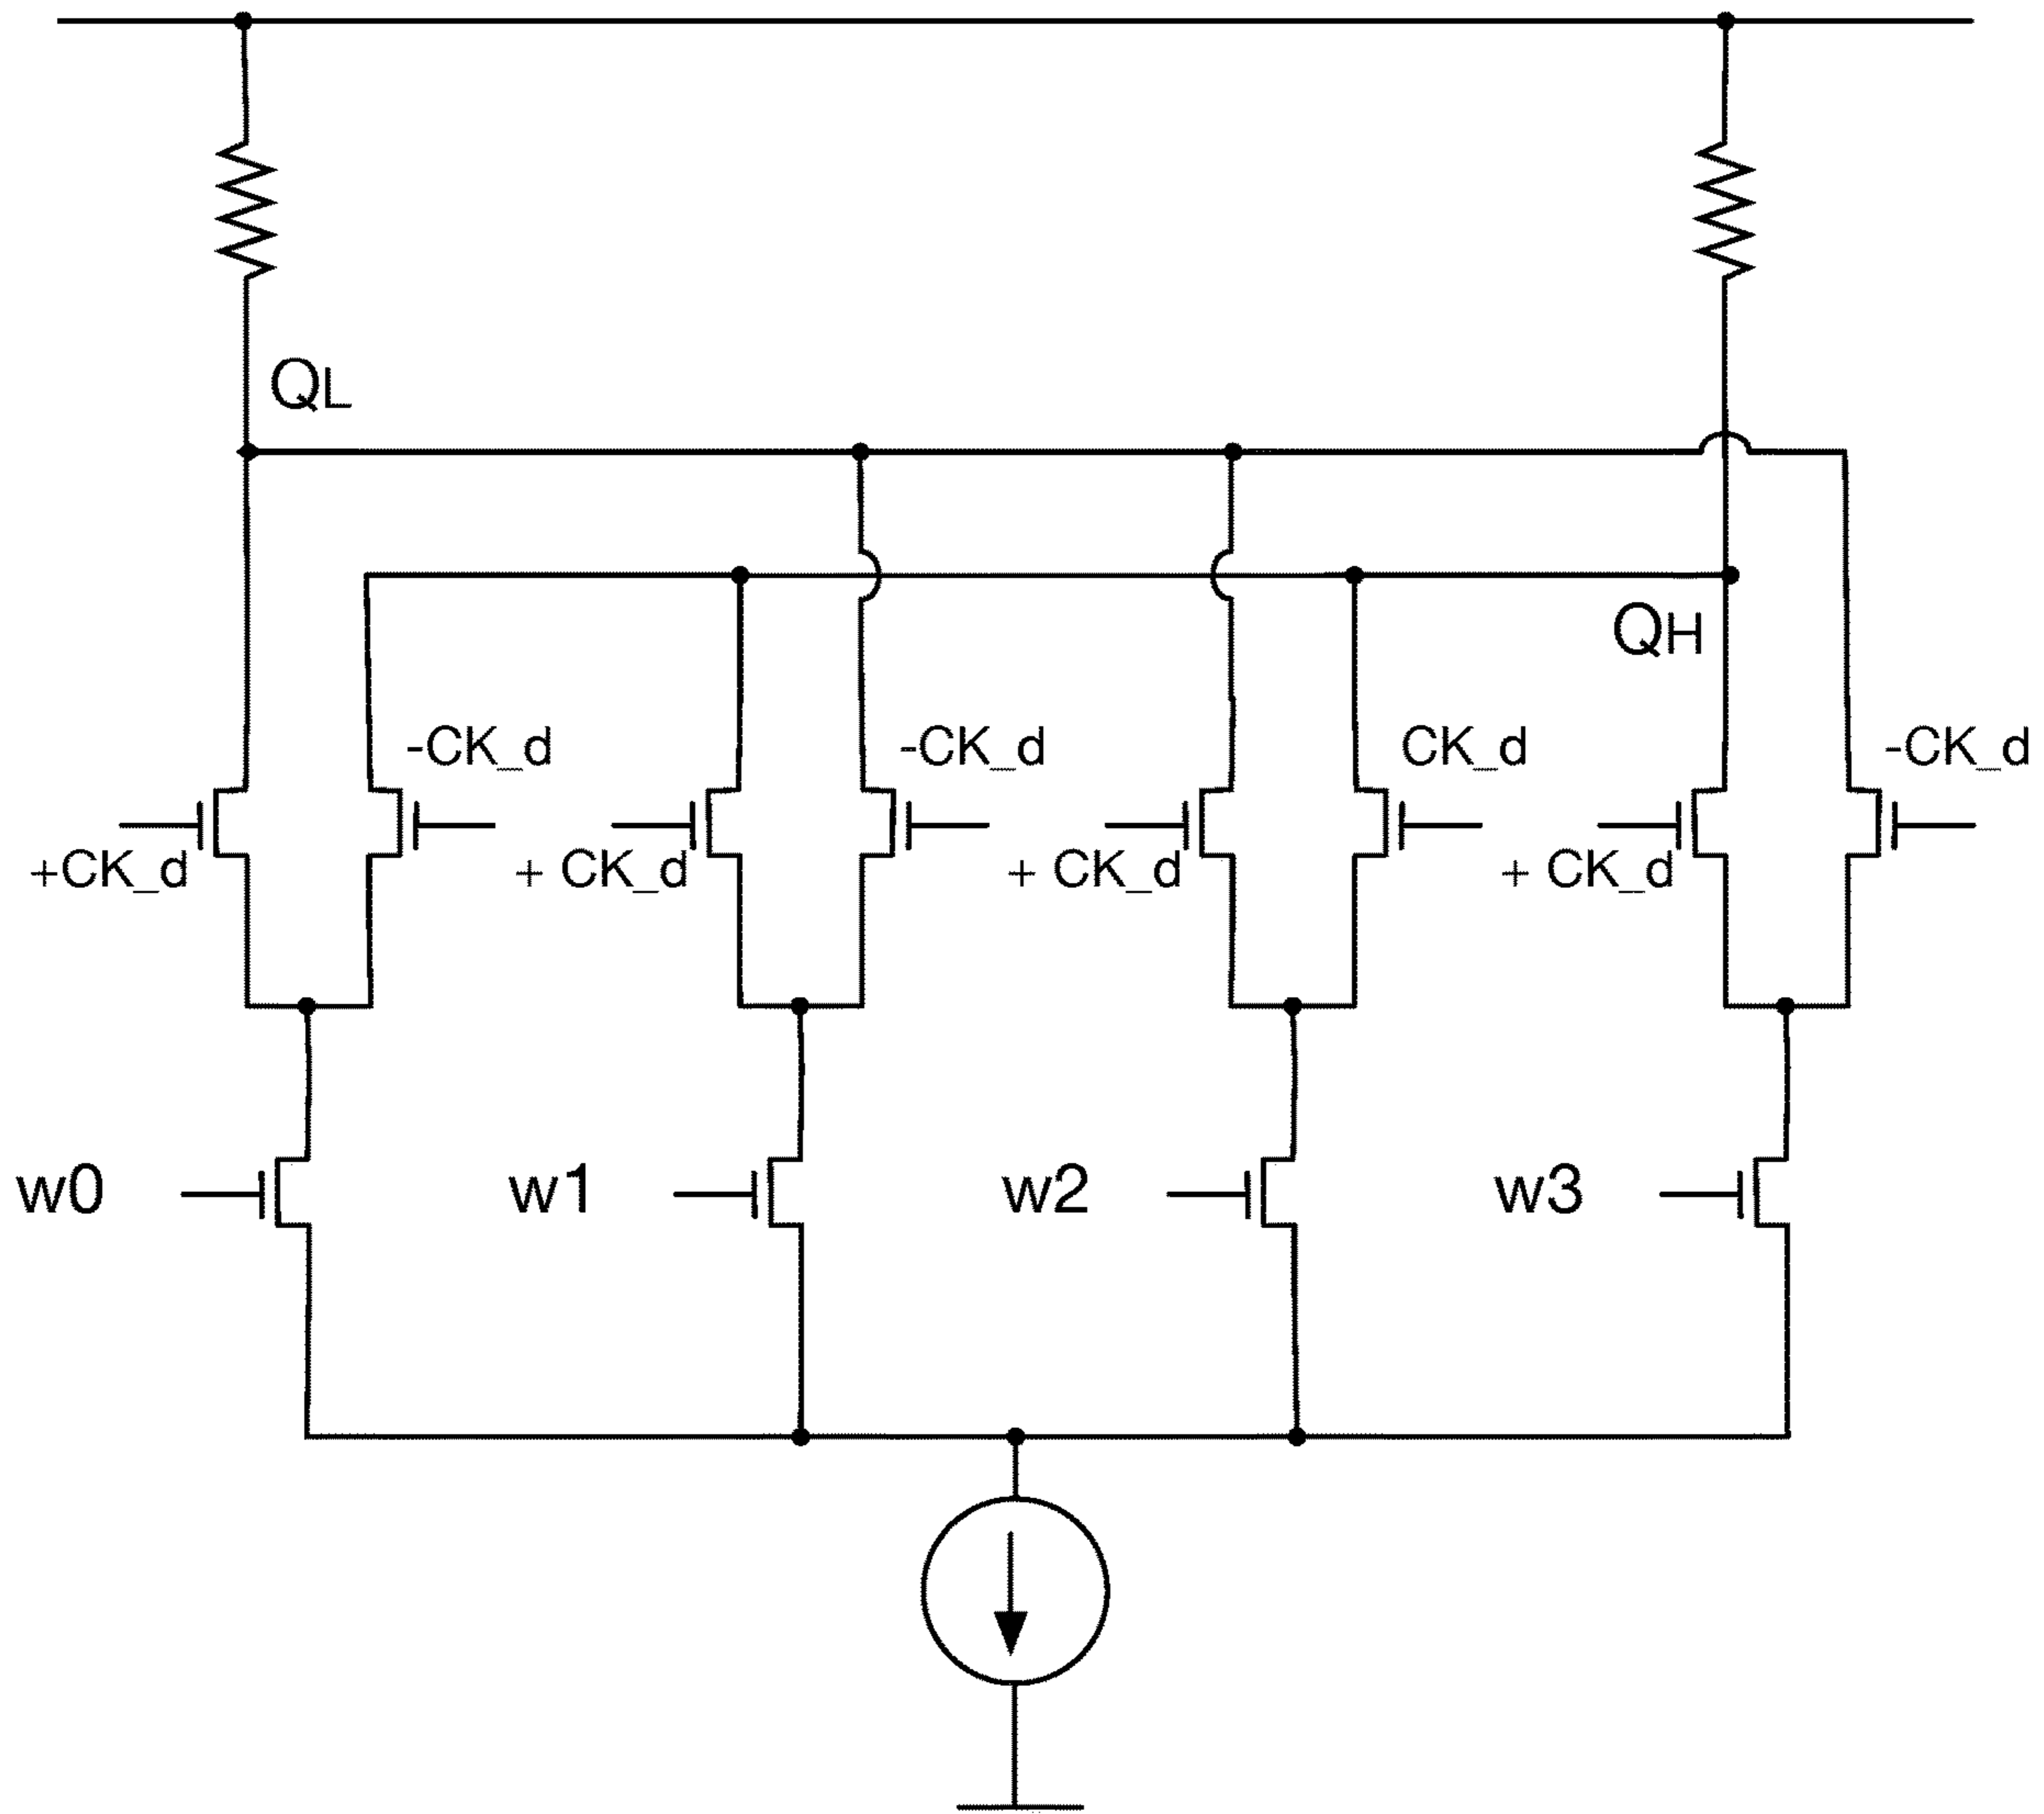 QL
QH
-CK_d
-CK_d
CK_d
-CK_d
+CK_d
+ CK_d
+ CK_d
+ CK_d
w0
w1
w2
w3